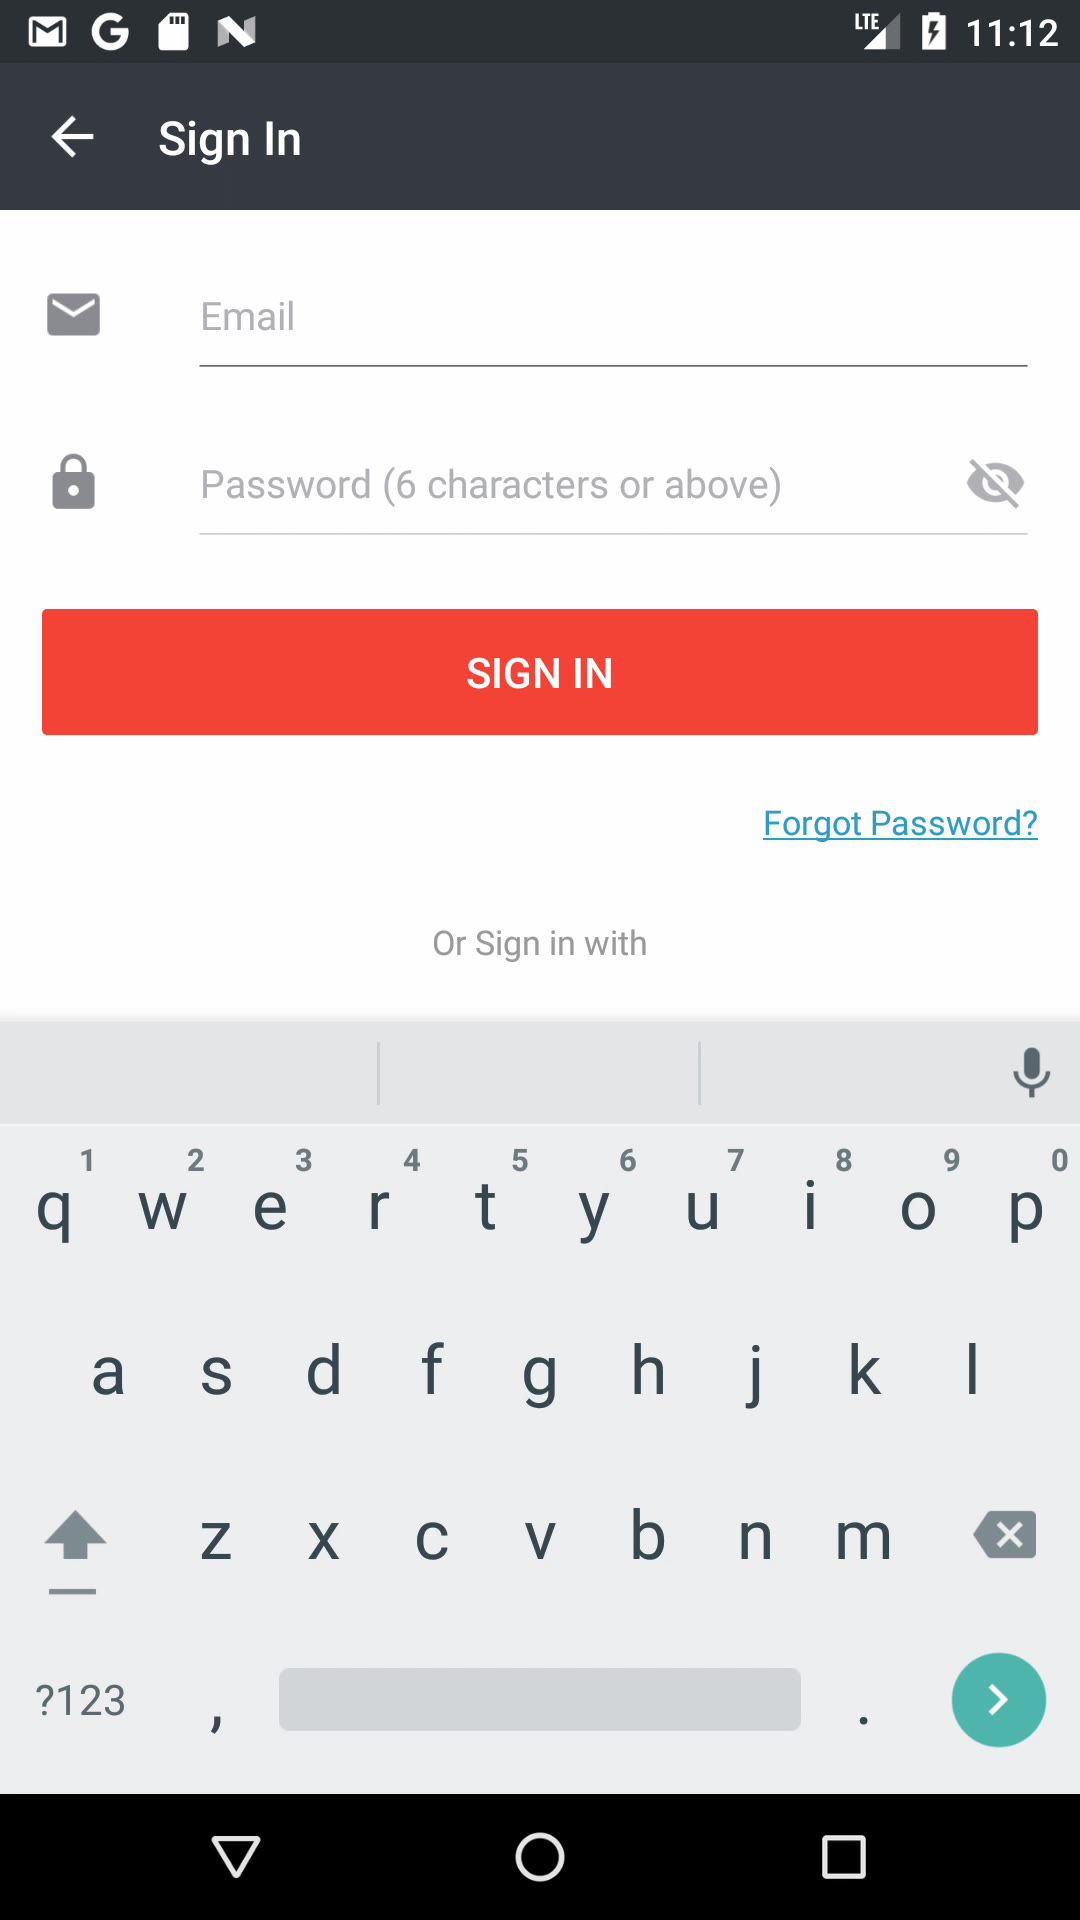 LTE 11:12
Sign In
Email
Password (6 characters or above)
SIGN IN
Forgot Password?
Or Sign in with
1 2 3 4 5 6 7 8 9 0
q w e r t y u i o p
a s d f g h j k l
z x c v b n m
?123 , .